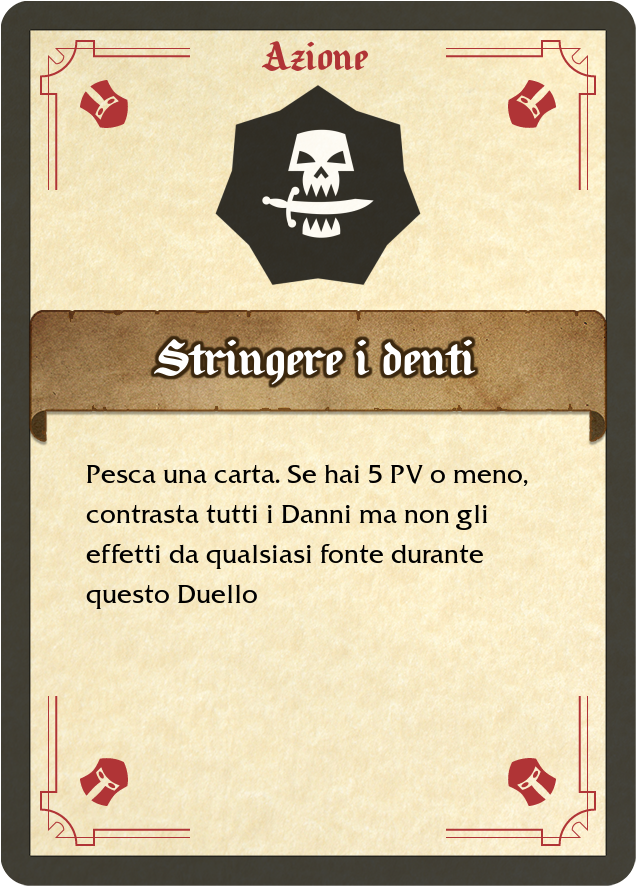 Azione
Stringere i denti
Pesca una carta. Se hai 5 PV o meno,
contrasta tutti i Danni ma non gli
effetti da qualsiasi fonte durante
questo Duello